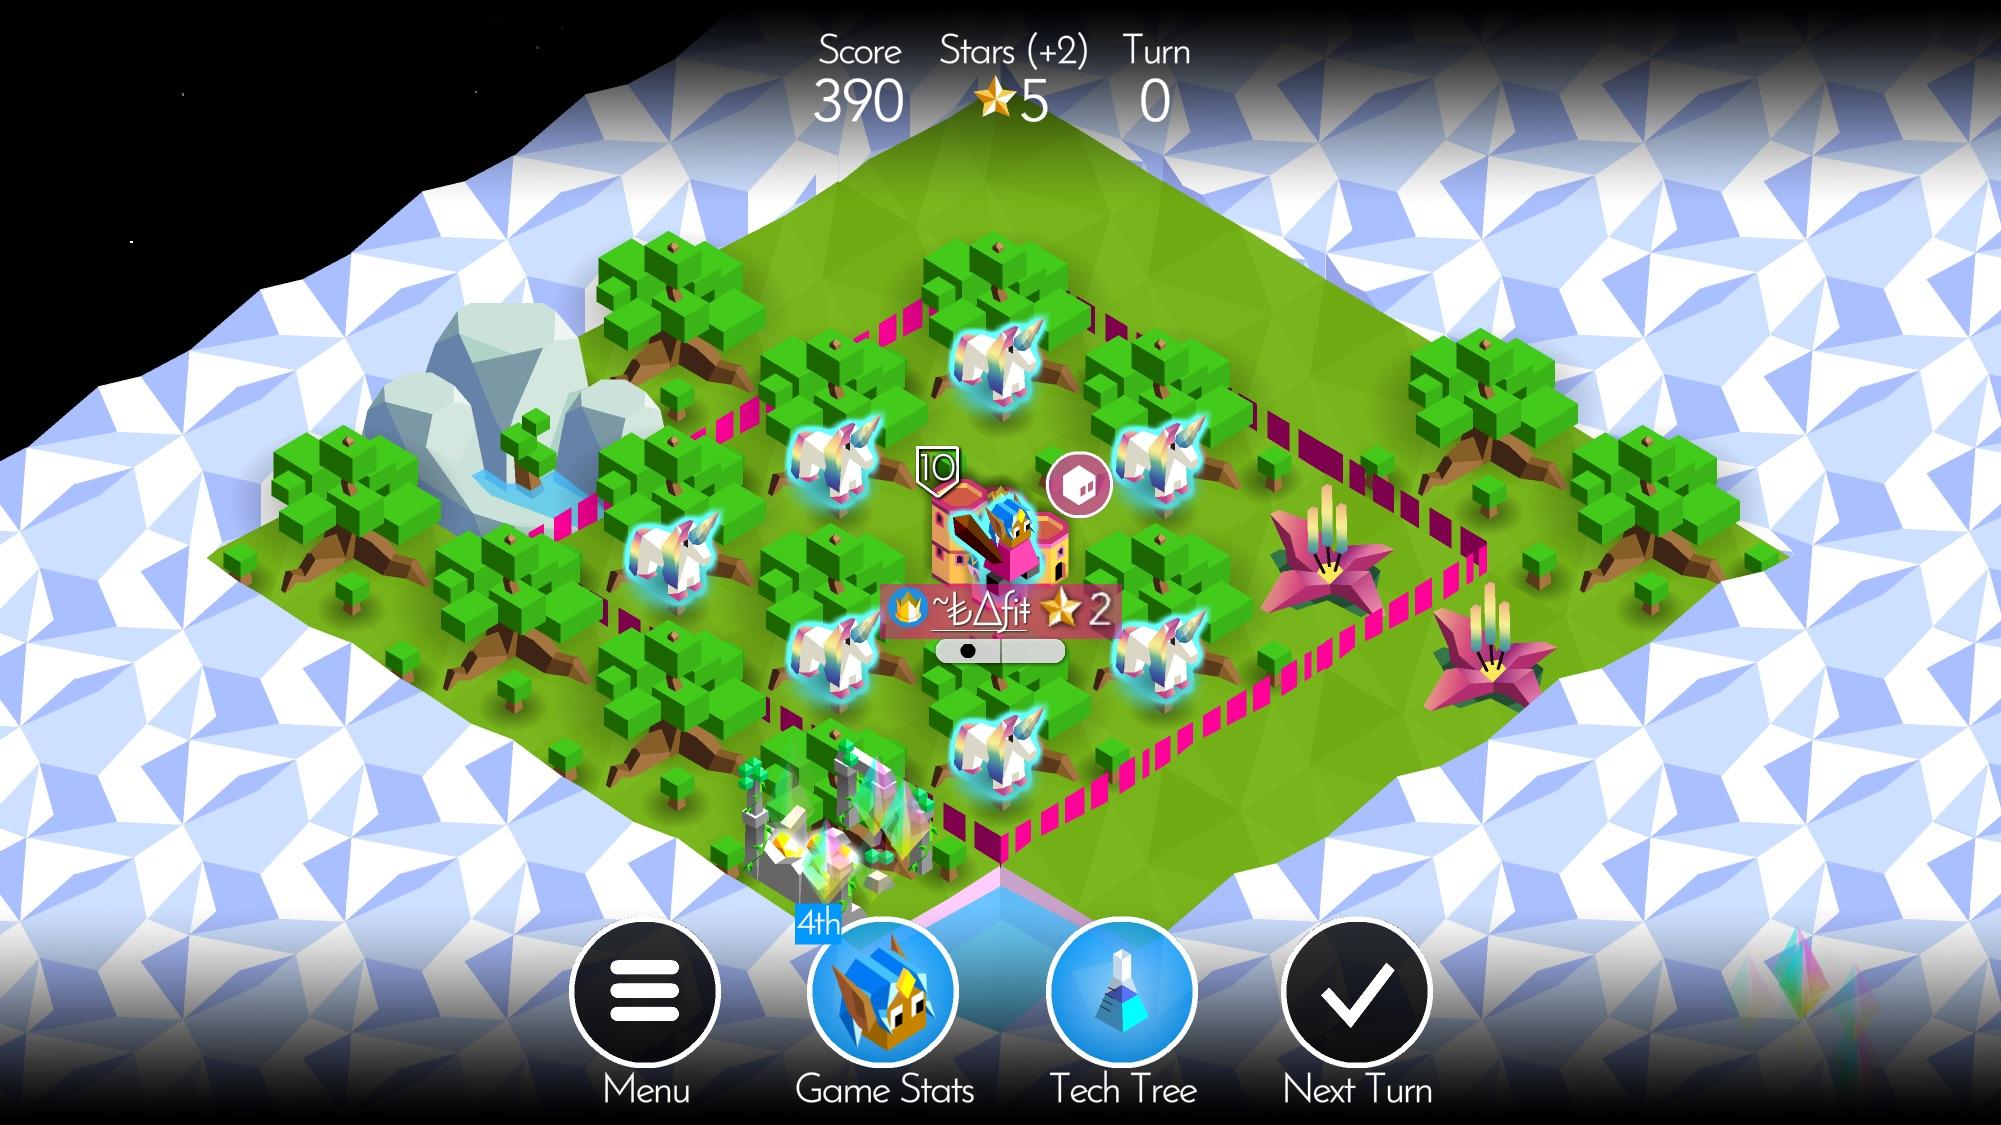 Score Stars (+2) Turn
390 5 0
10
~ŧ∆ƒiŧ 2
4th
Menu Game Stats Tech Tree Next Turn